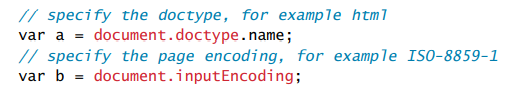 // specify the doctype, for example html
var a = document.doctype.name;
// specify the page encoding, for example ISO-8859-1
var b = document.inputEncoding;